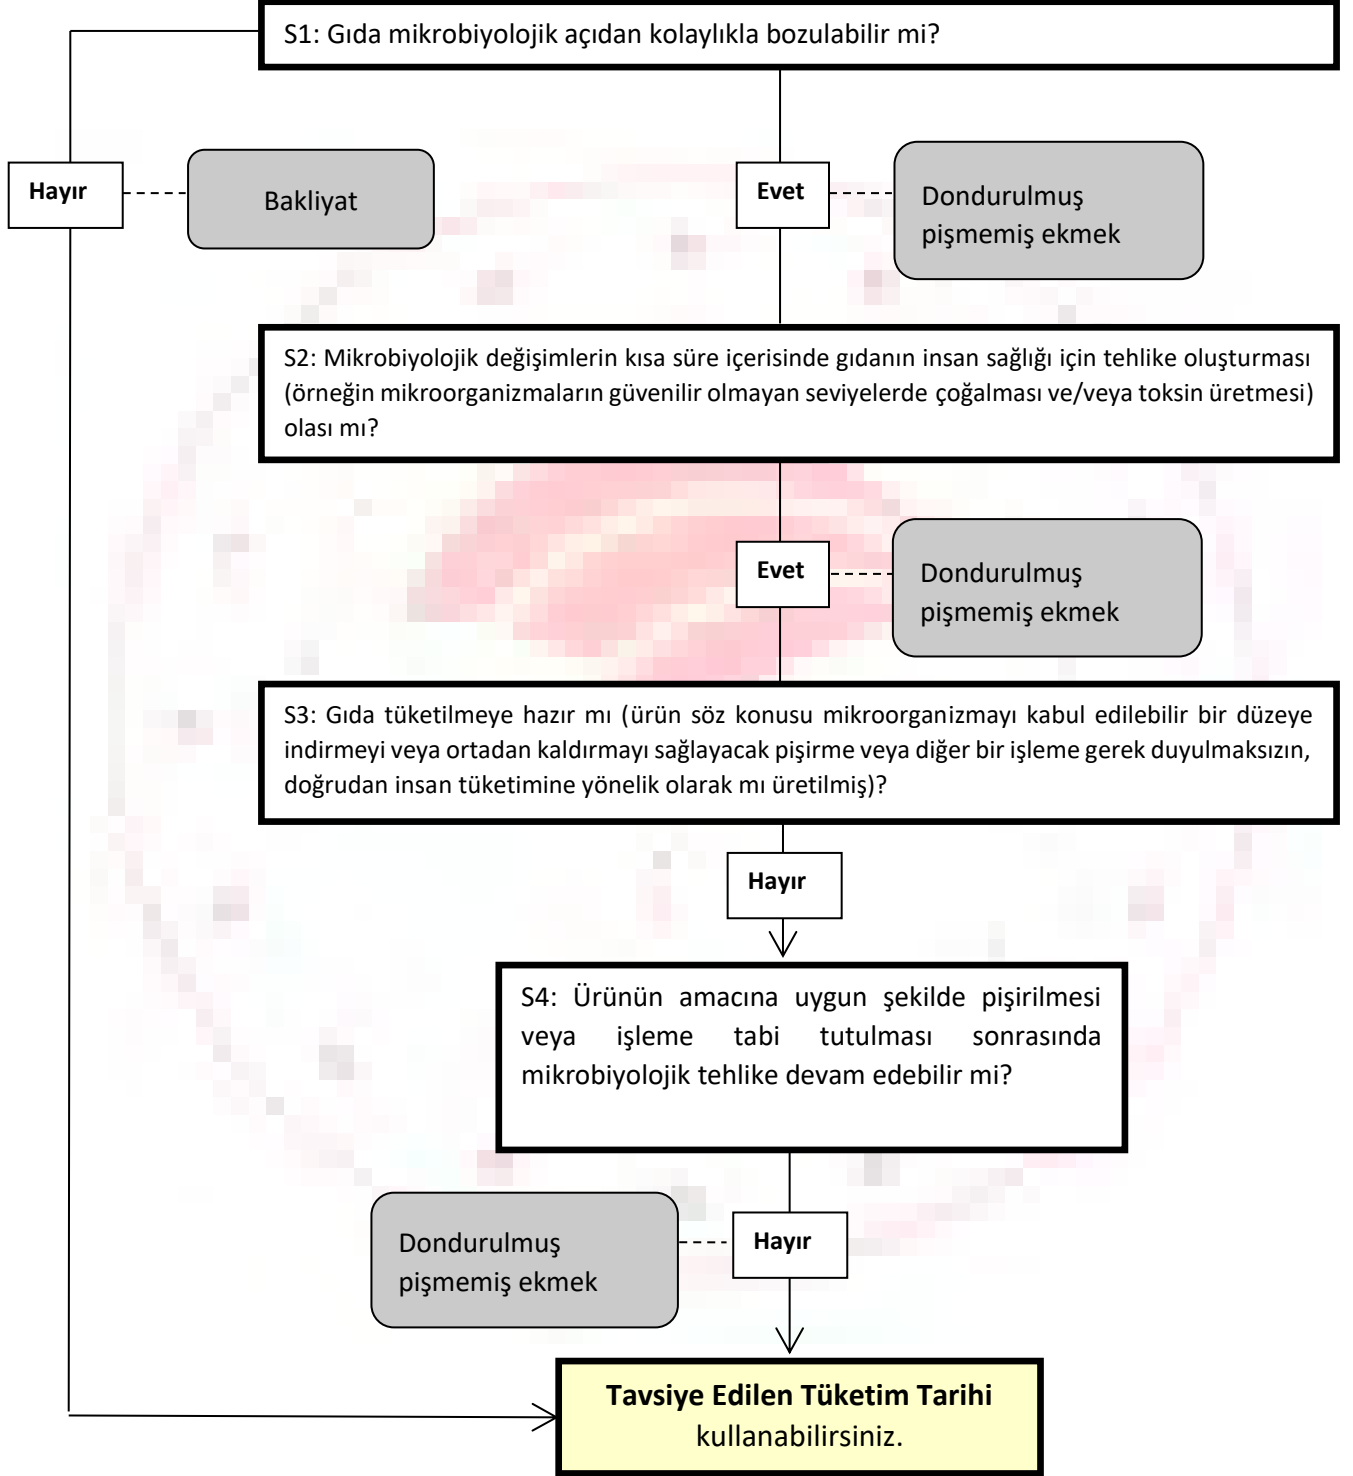 S1: Gıda mikrobiyolojik açıdan kolaylıkla bozulabilir mi?
Hayır
Bakliyat
Evet
Dondurulmuş
pişmemiş ekmek
S2: Mikrobiyolojik değişimlerin kısa süre içerisinde gıdanın insan sağlığı için tehlike oluşturması
(örneğin mikroorganizmaların güvenilir olmayan seviyelerde çoğalması ve/veya toksin üretmesi)
olası mı?
Evet
Dondurulmuş
pişmemiş ekmek
S3: Gıda tüketilmeye hazır mı (ürün söz konusu mikroorganizmayı kabul edilebilir bir düzeye
indirmeyi veya ortadan kaldırmayı sağlayacak pişirme veya diğer bir işleme gerek duyulmaksızın,
doğrudan insan tüketimine yönelik olarak mı üretilmiş)?
Hayır
S4: Ürünün amacına uygun şekilde pişirilmesi
veya işleme tabi tutulması sonrasında
mikrobiyolojik tehlike devam edebilir mi?
Dondurulmuş
pişmemiş ekmek
Hayır
Tavsiye Edilen Tüketim Tarihi
kullanabilirsiniz.